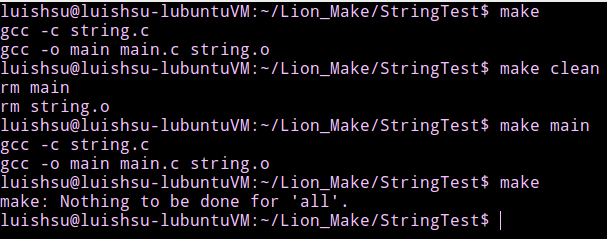 luishsu@luishsu-lubuntuVM:~/Lion_Make/StringTest$ make
gcc -c string.c
gcc -o main main.c string.o
luishsu@luishsu-lubuntuVM:~/Lion_Make/StringTest$ make clean
rm main
rm string.o
luishsu@luishsu-lubuntuVM:~/Lion_Make/StringTest$ make main
gcc -c string.c
gcc -o main main.c string.o
luishsu@luishsu-lubuntuVM:~/Lion_Make/StringTest$ make
make: Nothing to be done for 'all'.
luishsu@luishsu-lubuntuVM:~/Lion_Make/StringTest$